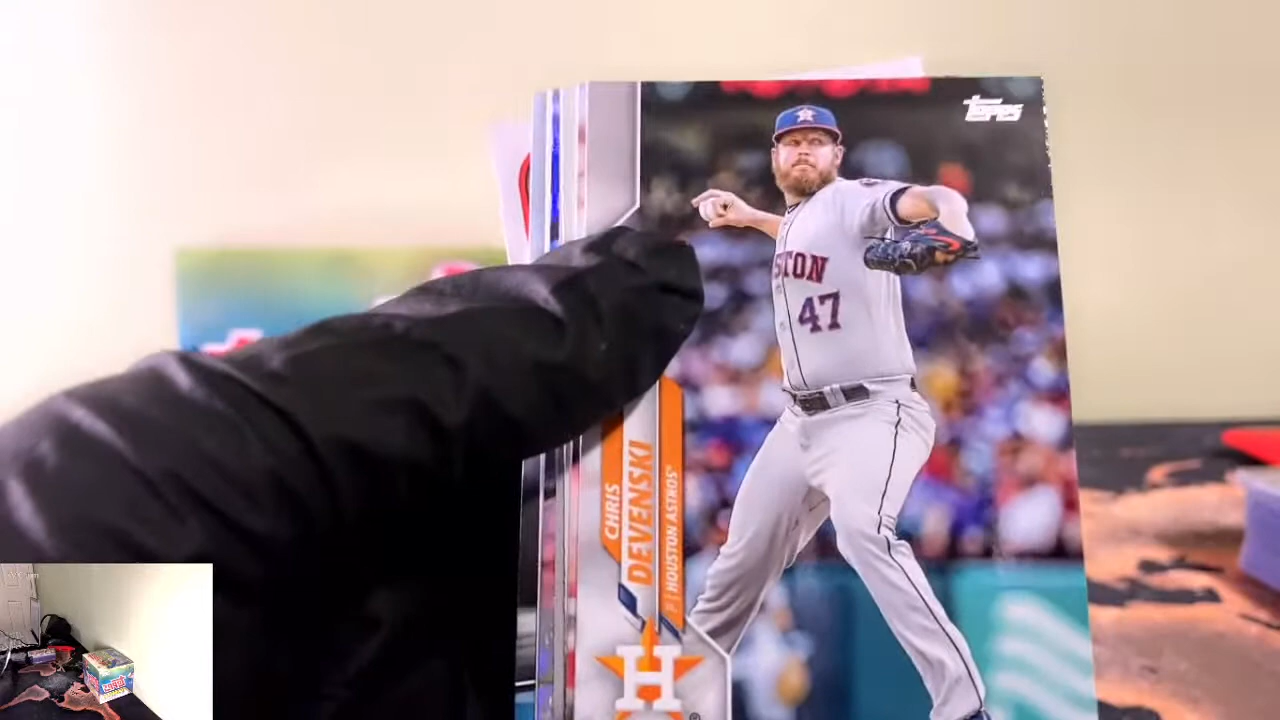 TOPPS
STON
47
CHRIS
DEVENSKI
P | HOUSTON ASTROS®
H
®